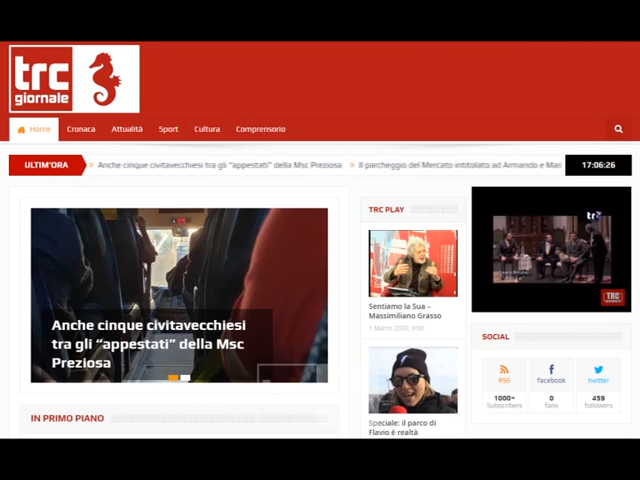 trc
giornale
Home Cronaca Attualità Sport Cultura Comprensorio
ULTIM'ORA » Anche cinque civitavecchiesi tra gli "appestati" della Msc Preziosa » Il parcheggio del Mercato intitolato ad Armando e Mar 17:06:26
Anche cinque civitavecchiesi
tra gli "appestati" della Msc
Preziosa
IN PRIMO PIANO
TRC PLAY
Sentiamo la Sua –
Massimiliano Grasso
1 Marzo 2020, 9:00
Speciale: il parco di
Flavio è realtà
TRC
SOCIAL
RSS facebook twitter
1000+ 0 459
Subscribers fans followers